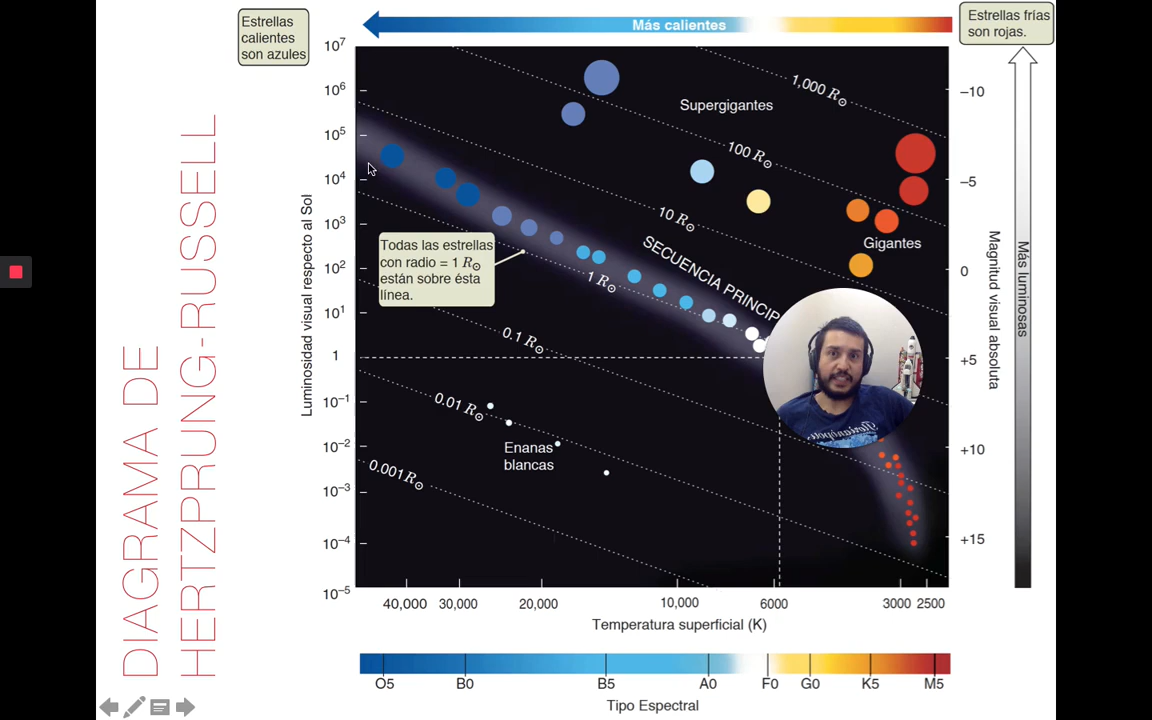 DIAGRAMA DE
HERTZPRUNG-RUSSELL
Estrellas
calientes
son azules
Más calientes
Estrellas frías
son rojas.
Luminosidad visual respecto al Sol
10⁷
10⁶
10⁵
10⁴
10³
10²
10¹
1
10⁻¹
10⁻²
10⁻³
10⁻⁴
10⁻⁵
1,000 R☉
Supergigantes
100 R☉
10 R☉
Gigantes
SECUENCIA PRINCIP
Todas las estrellas
con radio = 1 R☉
están sobre ésta
línea.
1 R☉
0.1 R☉
0.01 R☉
Enanas
blancas
0.001 R☉
−10
−5
0
+5
+10
+15
Magnitud visual absoluta
Más luminosas
40,000 30,000 20,000 10,000 6000 3000 2500
Temperatura superficial (K)
O5 B0 B5 A0 F0 G0 K5 M5
Tipo Espectral